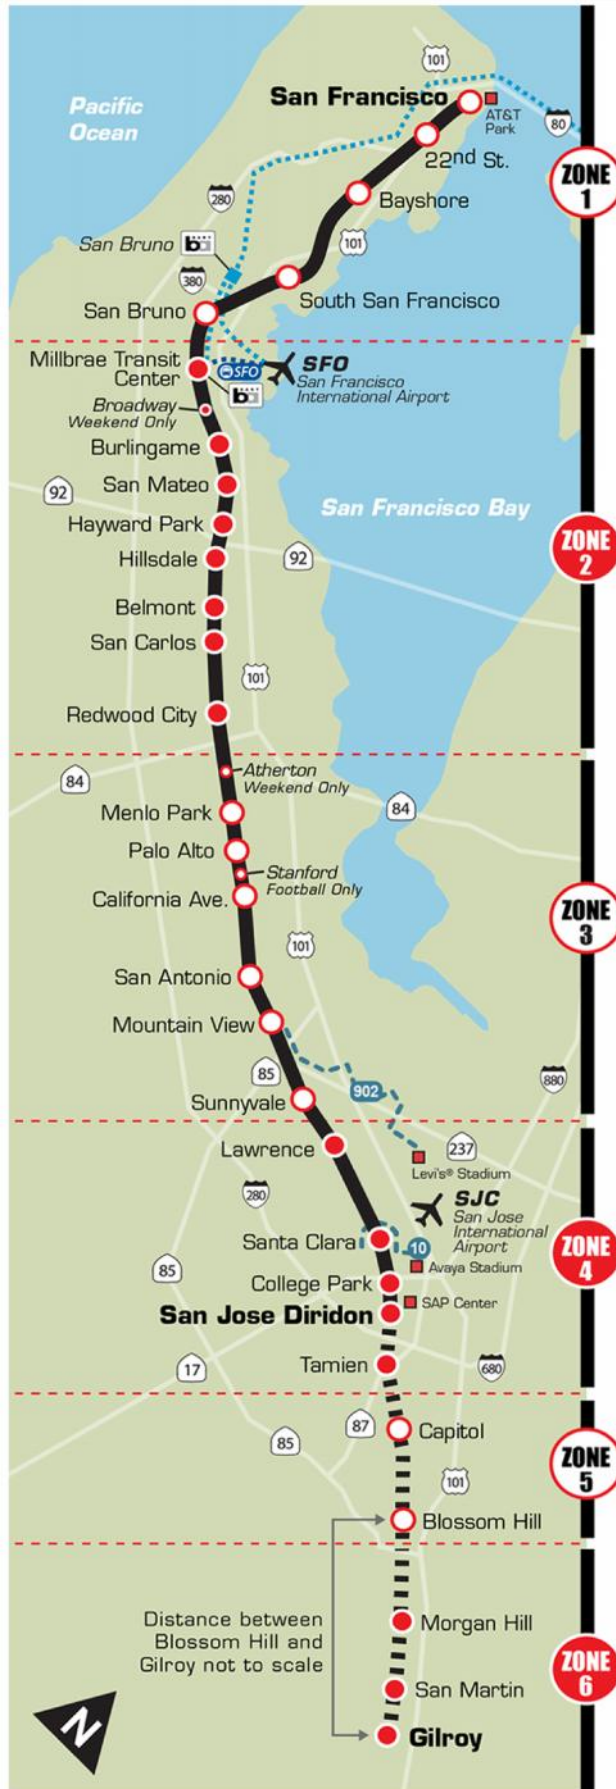 101
Pacific
Ocean
San Francisco
AT&T
Park
80
22nd St.
ZONE
1
Bayshore
280
101
San Bruno
ba
380
South San Francisco
San Bruno
Millbrae Transit
Center
SFO
SFO
San Francisco
International Airport
ba
Broadway
Weekend Only
Burlingame
San Mateo
92
San Francisco Bay
Hayward Park
ZONE
2
Hillsdale
92
Belmont
San Carlos
101
Redwood City
Atherton
Weekend Only
84
84
Menlo Park
Palo Alto
Stanford
Football Only
California Ave.
ZONE
3
101
San Antonio
Mountain View
85
880
902
Sunnyvale
Lawrence
237
Levi's® Stadium
280
SJC
San Jose
International
Airport
Santa Clara
10
Avaya Stadium
ZONE
4
85
College Park
SAP Center
San Jose Diridon
Tamien
17
680
87
Capitol
85
ZONE
5
101
Blossom Hill
Distance between
Blossom Hill and
Gilroy not to scale
Morgan Hill
ZONE
6
San Martin
N
Gilroy